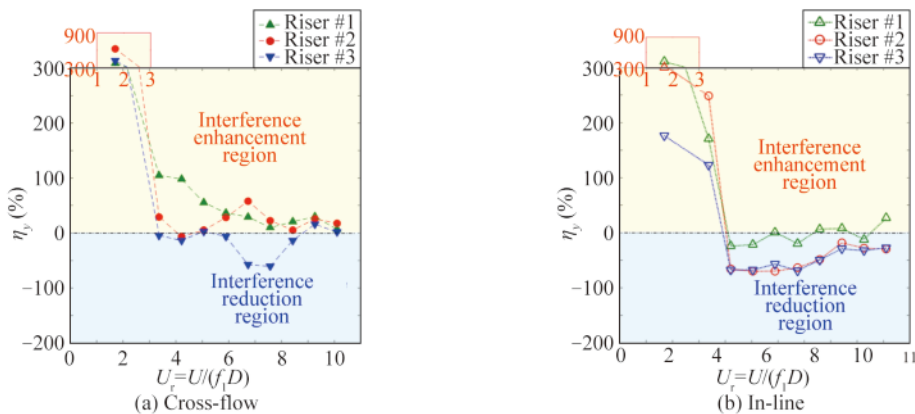 Riser #1
Riser #2
Riser #3
900
300
1 2 3
200
100
0
−100
−200
η_y (%)
Interference
enhancement
region
Interference
reduction
region
0 2 4 6 8 10
U_r=U/(f_1D)
(a) Cross-flow
Riser #1
Riser #2
Riser #3
900
300
300
1 2 3
200
100
0
−100
−200
η_y (%)
Interference
enhancement
region
Interference
reduction
region
0 2 4 6 8 10 11
U_r=U/(f_1D)
(b) In-line